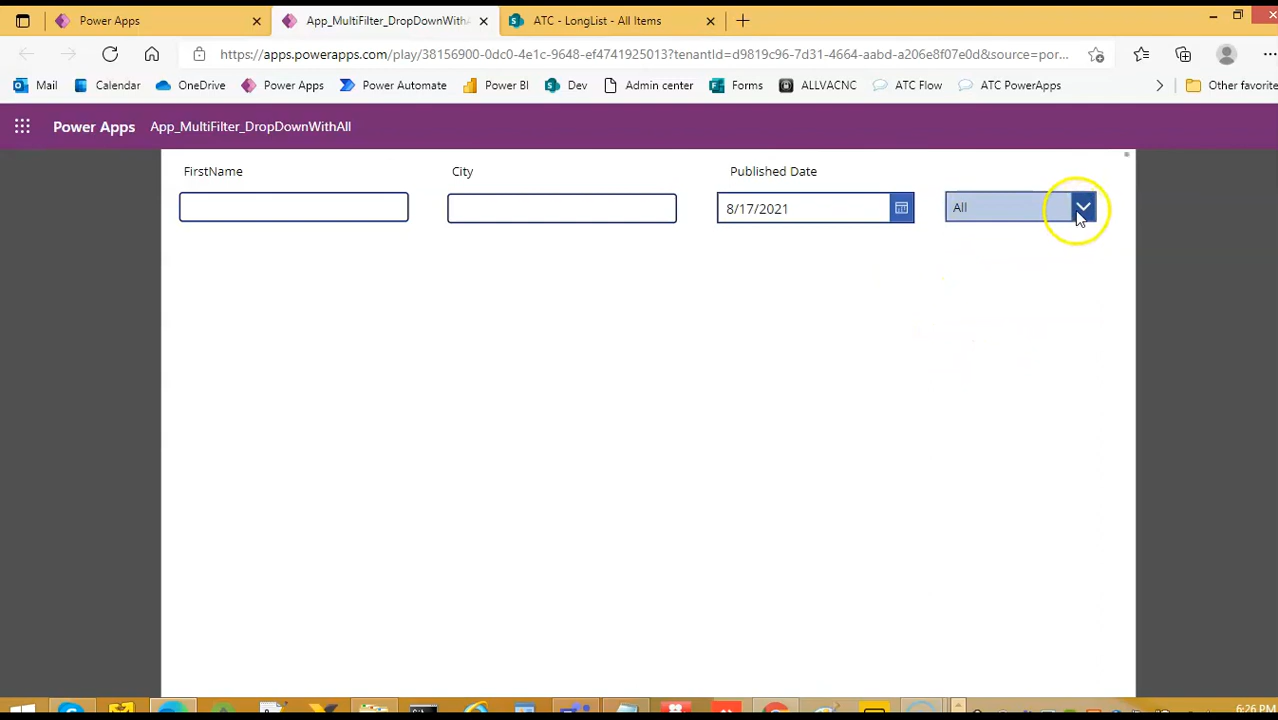 Power Apps
App_MultiFilter_DropDownWithA
ATC - LongList - All Items
https://apps.powerapps.com/play/38156900-0dc0-4e1c-9648-ef4741925013?tenantId=d9819c96-7d31-4664-aabd-a206e8f07e0d&source=por...
Mail
Calendar
OneDrive
Power Apps
Power Automate
Power BI
Dev
Admin center
Forms
ALLVACNC
ATC Flow
ATC PowerApps
Other favorite
Power Apps
App_MultiFilter_DropDownWithAll
FirstName
City
Published Date
8/17/2021
All
6:26 PM